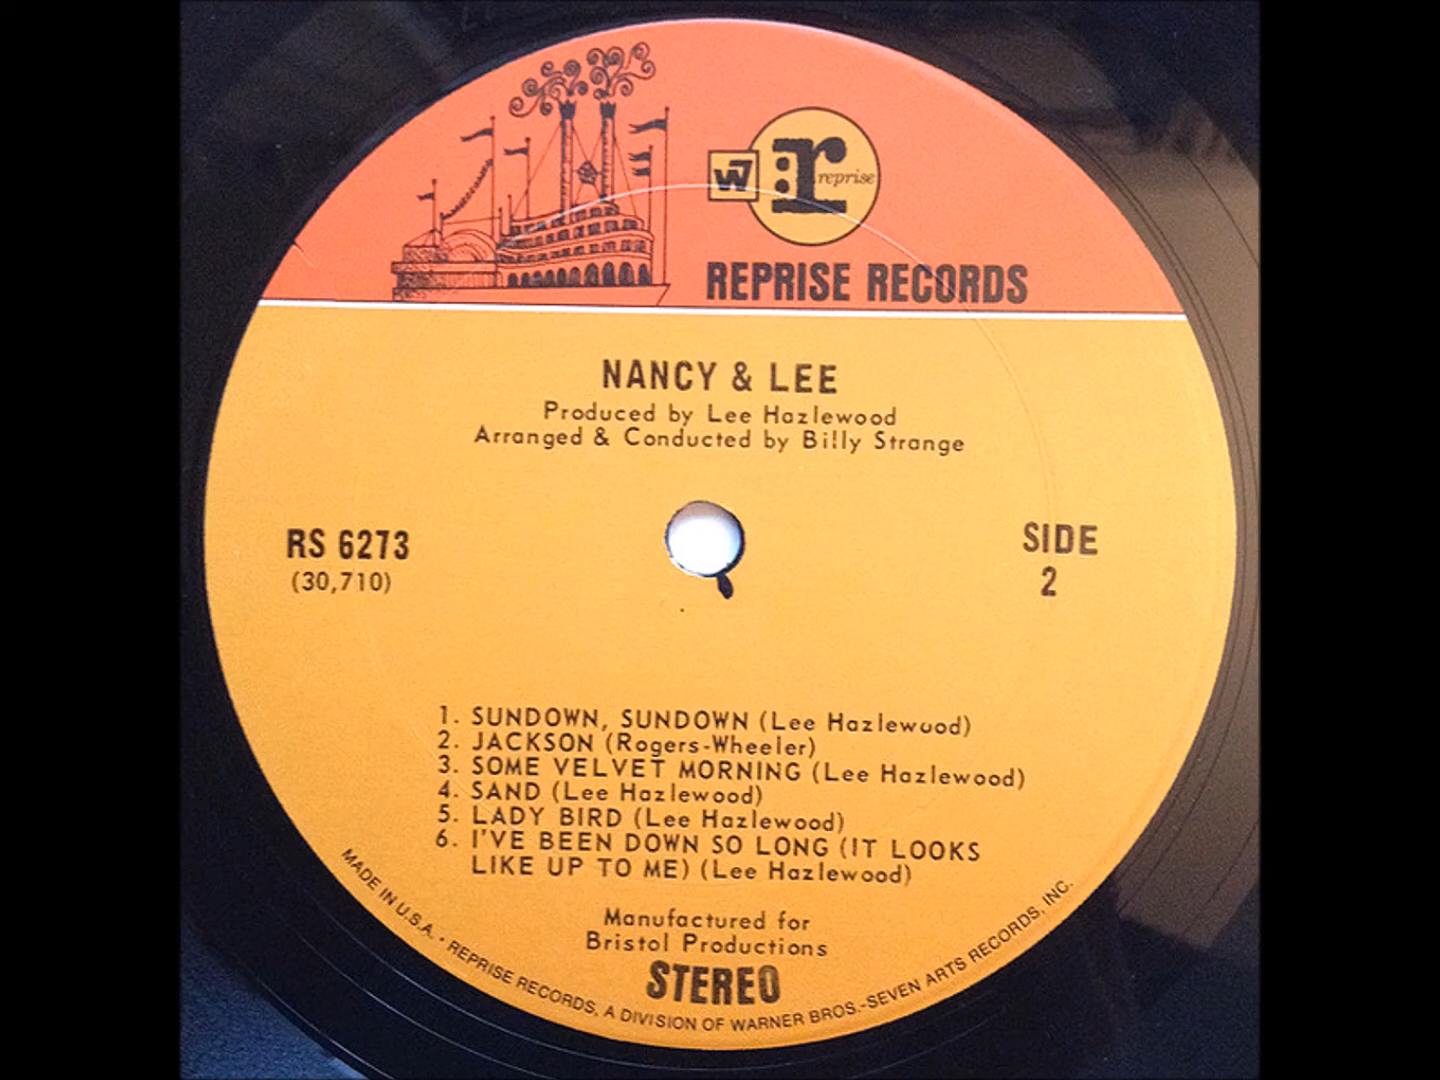 W7
r:
reprise
REPRISE RECORDS
NANCY & LEE
Produced by Lee Hazlewood
Arranged & Conducted by Billy Strange
RS 6273
(30,710)
SIDE
2
1. SUNDOWN, SUNDOWN (Lee Hazlewood)
2. JACKSON (Rogers-Wheeler)
3. SOME VELVET MORNING (Lee Hazlewood)
4. SAND (Lee Hazlewood)
5. LADY BIRD (Lee Hazlewood)
6. I'VE BEEN DOWN SO LONG (IT LOOKS
LIKE UP TO ME) (Lee Hazlewood)
Manufactured for
Bristol Productions
STEREO
MADE IN U.S.A. • REPRISE RECORDS, A DIVISION OF WARNER BROS.-SEVEN ARTS RECORDS, INC.